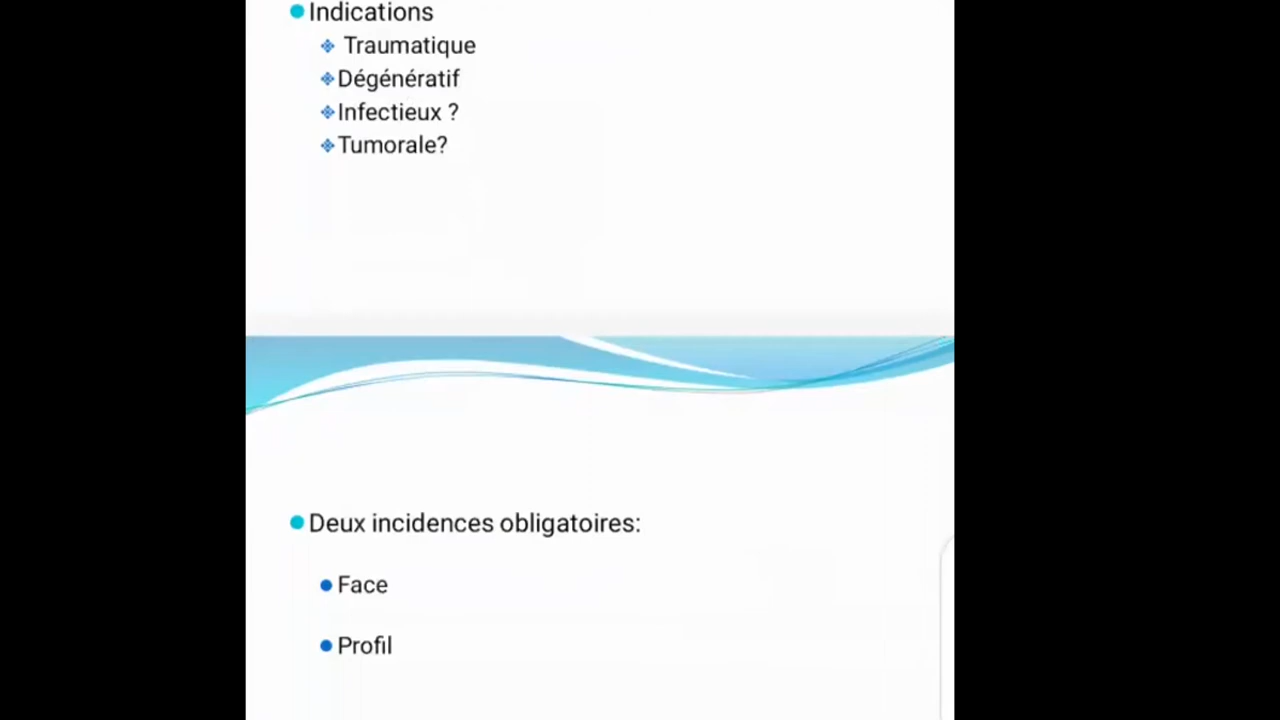 Indications
Traumatique
Dégénératif
Infectieux ?
Tumorale?
Deux incidences obligatoires:
Face
Profil